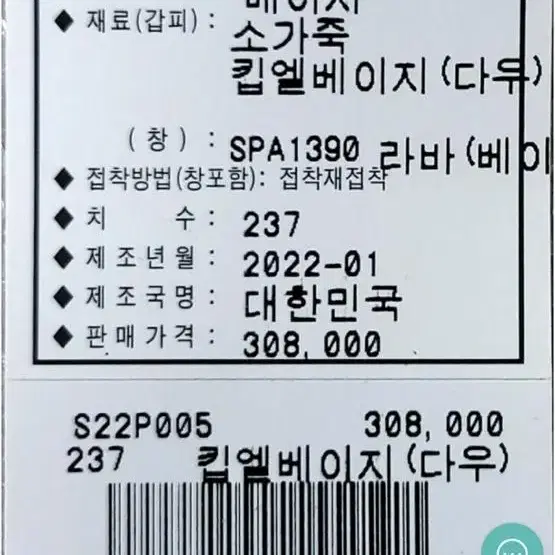 베이지
◆ 재료(갑피) : 소가죽
킵엘베이지(다우)
(창) : SPA1390 라바(베이
◆ 접착방법(창포함): 접착재접착
◆ 치 수 : 237
◆ 제조년월 : 2022-01
◆ 제조국명 : 대한민국
◆ 판매가격 : 308,000
S22P005 308,000
237 킵엘베이지(다우)